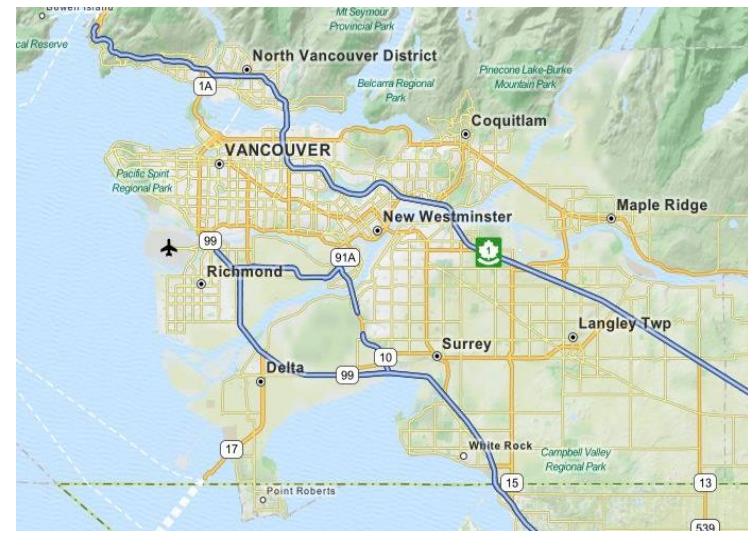 Bowen Island
Mt Seymour
Provincial Park
cal Reserve
North Vancouver District
1A
Belcarra Regional
Park
Pinecone Lake-Burke
Mountain Park
Coquitlam
VANCOUVER
Pacific Spirit
Regional Park
Maple Ridge
New Westminster
99
91A
1
Richmond
Langley Twp
Surrey
10
Delta
99
17
White Rock
Campbell Valley
Regional Park
15
13
Point Roberts
539